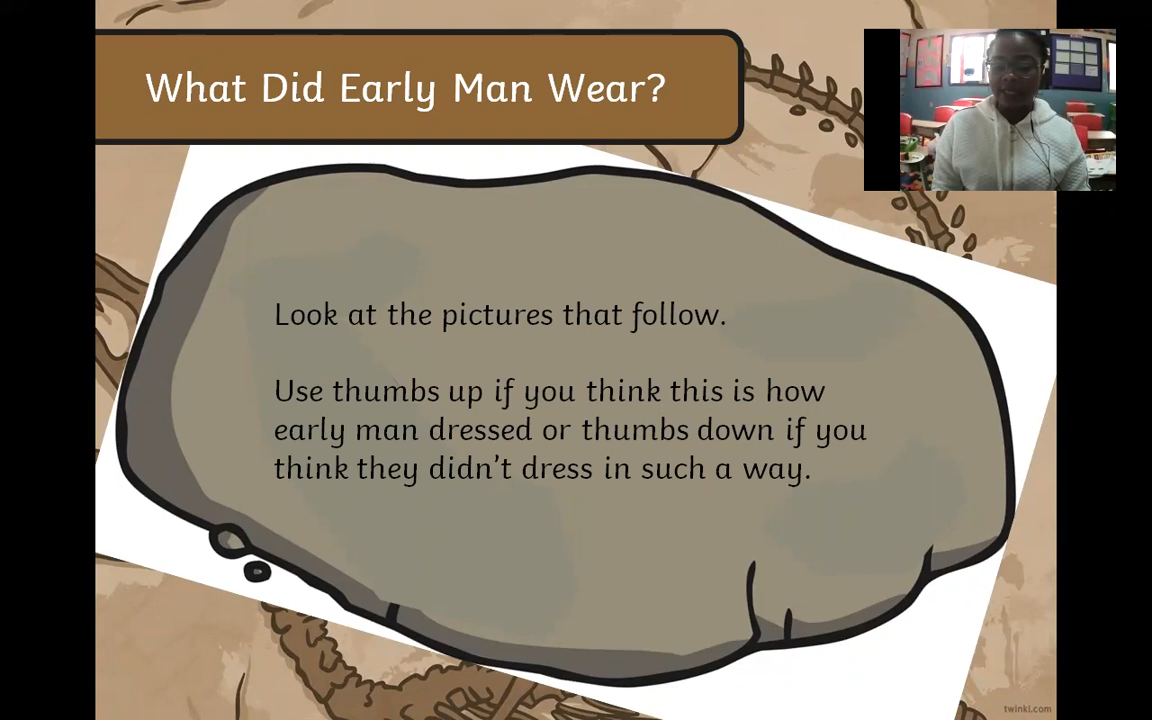 What Did Early Man Wear?
Look at the pictures that follow.
Use thumbs up if you think this is how
early man dressed or thumbs down if you
think they didn't dress in such a way.
twinkl.com